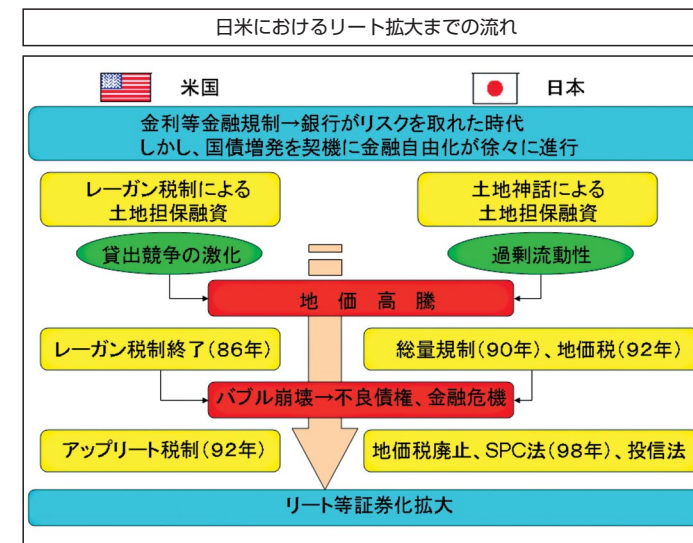 日米におけるリート拡大までの流れ
米国
日本
金利等金融規制→銀行がリスクを取れた時代
しかし、国債増発を契機に金融自由化が徐々に進行
レーガン税制による
土地担保融資
土地神話による
土地担保融資
貸出競争の激化
過剰流動性
地 価 高 騰
レーガン税制終了(86年)
総量規制(90年)、地価税(92年)
バブル崩壊→不良債権、金融危機
アップリート税制(92年)
地価税廃止、SPC法(98年)、投信法
リート等証券化拡大